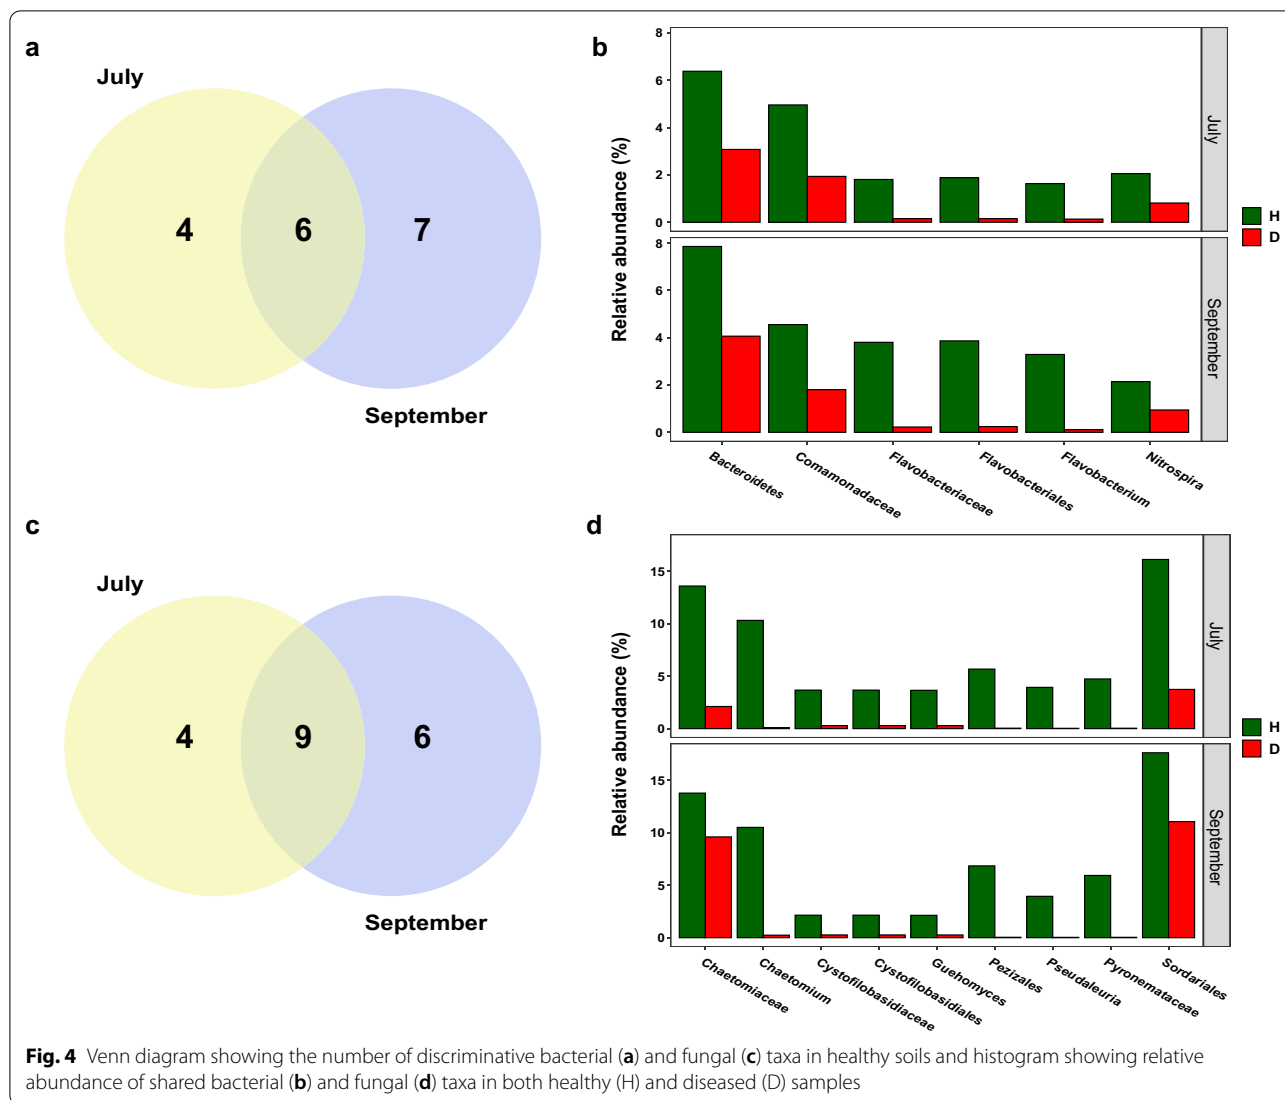 a
July
4
6
7
September
b
8
6
4
2
0
July
8
6
4
2
0
September
Relative abundance (%)
Bacteroidetes
Comamonadaceae
Flavobacteriaceae
Flavobacteriales
Flavobacterium
Nitrospira
H
D
c
July
4
9
6
September
d
15
10
5
0
July
15
10
5
0
September
Relative abundance (%)
Chaetomiaceae
Chaetomium
Cystofilobasidiaceae
Cystofilobasidiales
Guehomyces
Pezizales
Pseudaleuria
Pyronemataceae
Sordariales
H
D
Fig. 4 Venn diagram showing the number of discriminative bacterial (a) and fungal (c) taxa in healthy soils and histogram showing relative
abundance of shared bacterial (b) and fungal (d) taxa in both healthy (H) and diseased (D) samples